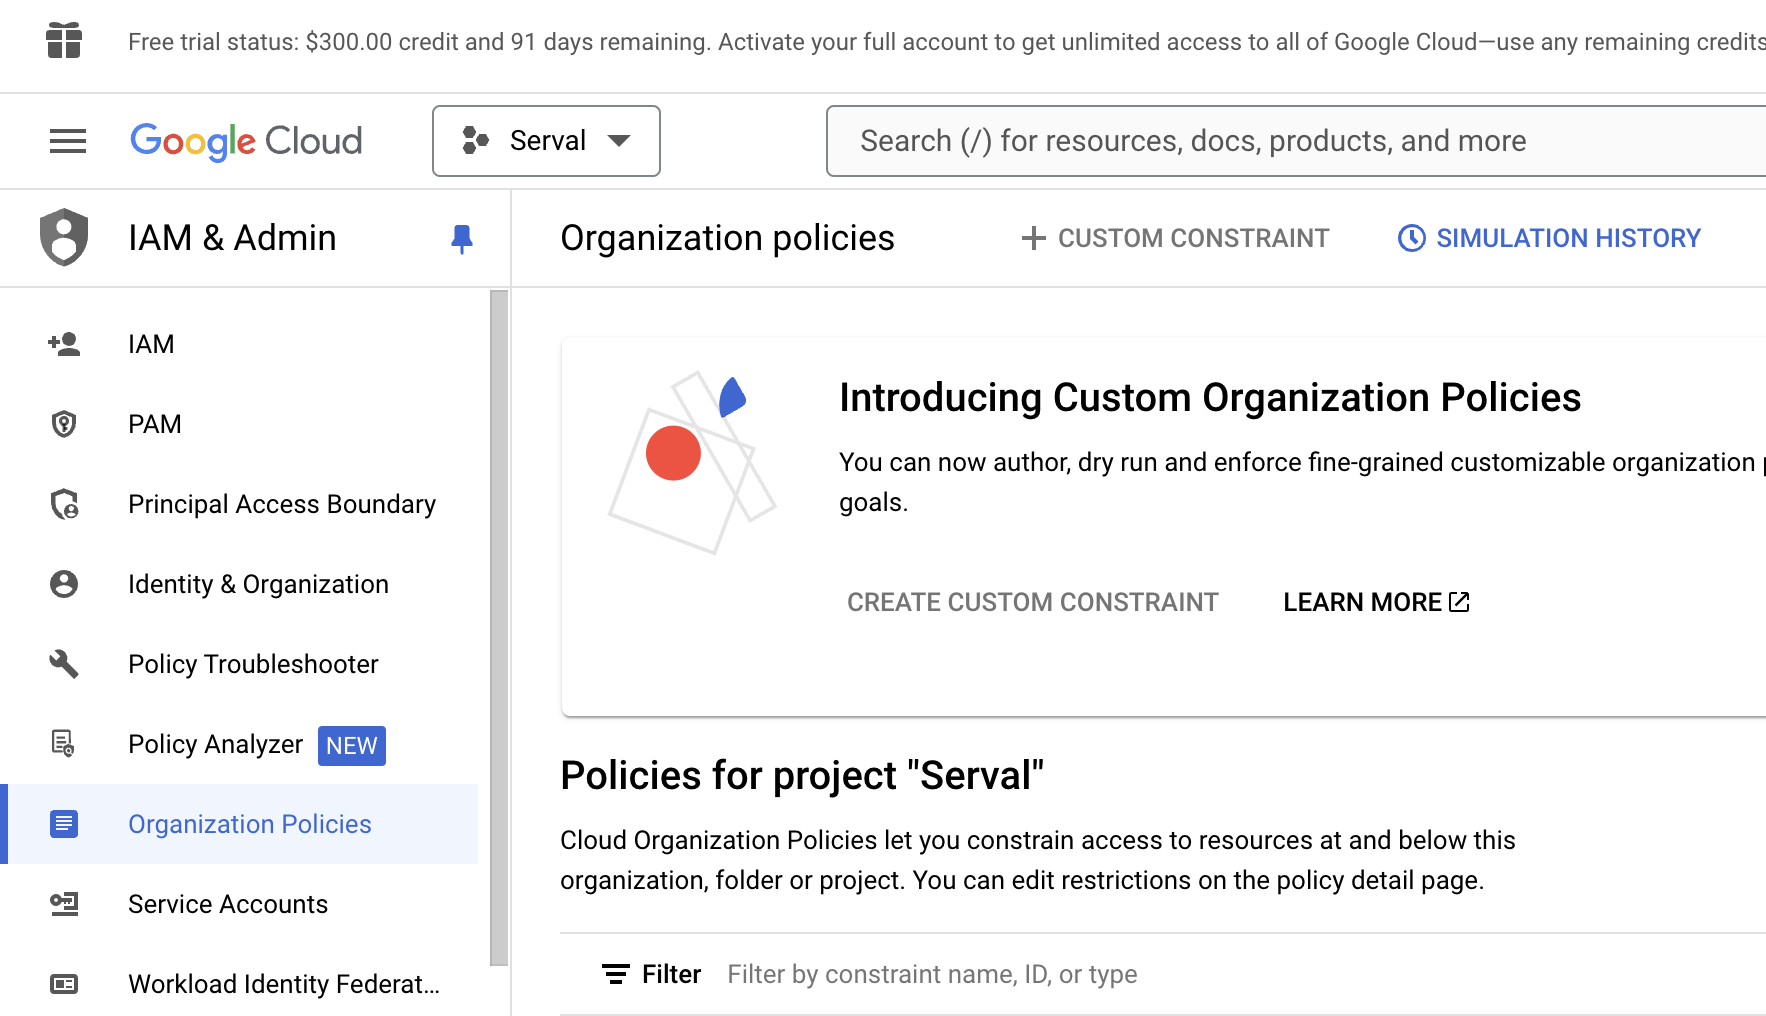 Free trial status: $300.00 credit and 91 days remaining. Activate your full account to get unlimited access to all of Google Cloud—use any remaining credits
Google Cloud
Serval
Search (/) for resources, docs, products, and more
IAM & Admin
Organization policies
CUSTOM CONSTRAINT
SIMULATION HISTORY
IAM
PAM
Principal Access Boundary
Identity & Organization
Policy Troubleshooter
Policy Analyzer NEW
Organization Policies
Service Accounts
Workload Identity Federat...
Introducing Custom Organization Policies
You can now author, dry run and enforce fine-grained customizable organization
goals.
CREATE CUSTOM CONSTRAINT
LEARN MORE
Policies for project "Serval"
Cloud Organization Policies let you constrain access to resources at and below this
organization, folder or project. You can edit restrictions on the policy detail page.
Filter Filter by constraint name, ID, or type